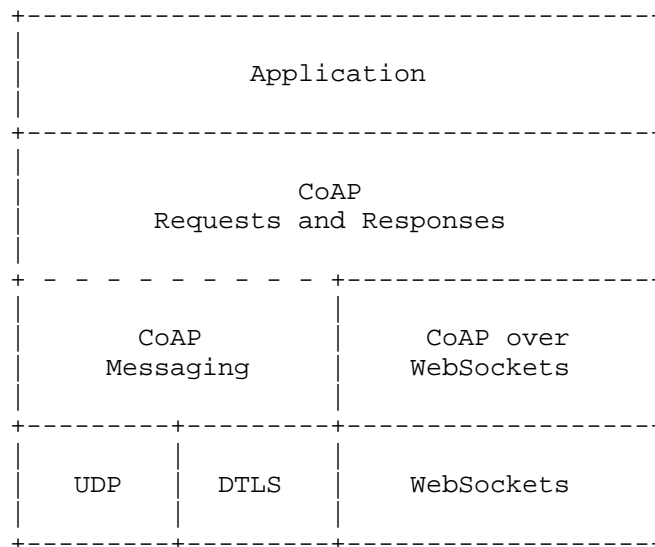 Application
CoAP
Requests and Responses
CoAP
Messaging
CoAP over
WebSockets
UDP
DTLS
WebSockets